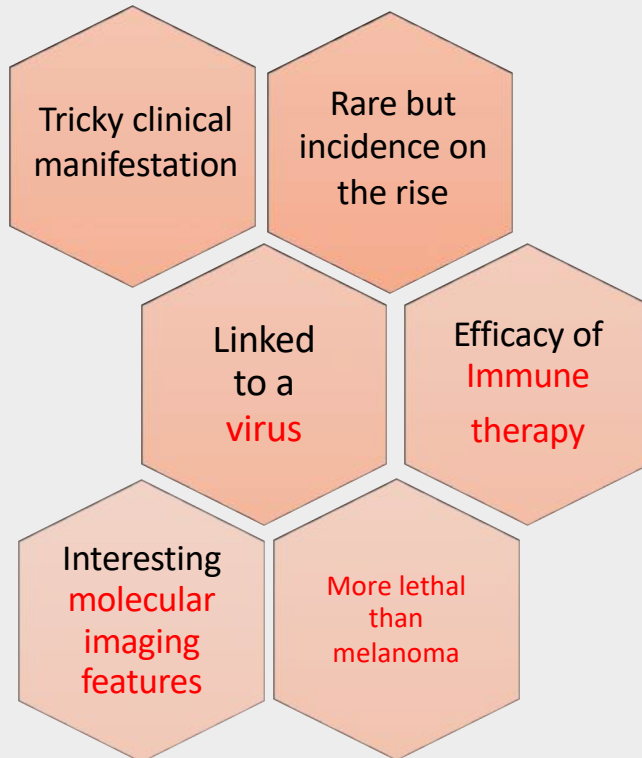 Tricky clinical
manifestation
Rare but
incidence on
the rise
Linked
to a
virus
Efficacy of
Immune
therapy
Interesting
molecular
imaging
features
More lethal
than
melanoma